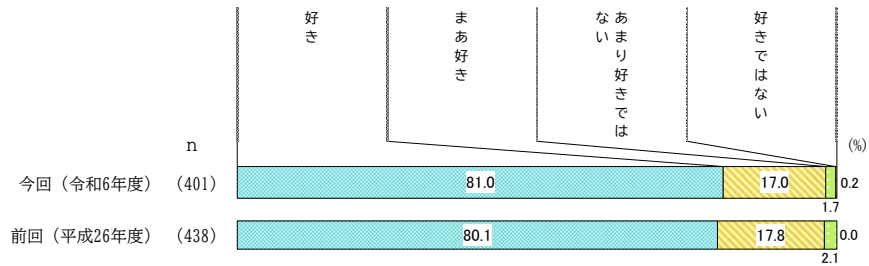 好き
まあ好き
あまり好きでは
ない
好きではない
n
(%)
今回(令和6年度) (401)
81.0
17.0
0.2
1.7
前回(平成26年度) (438)
80.1
17.8
0.0
2.1